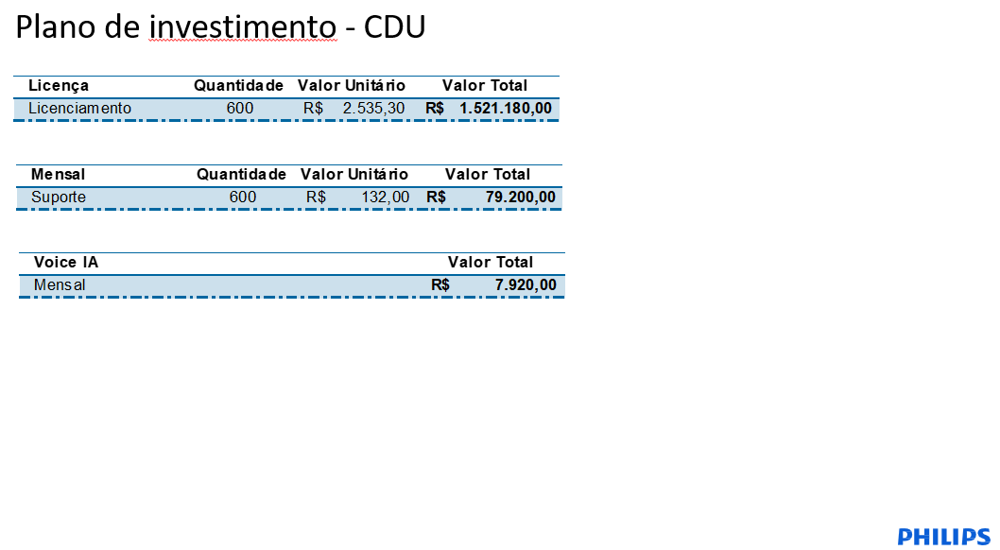 Plano de investimento - CDU
Licença Quantidade Valor Unitário Valor Total
Licenciamento 600 R$ 2.535,30 R$ 1.521.180,00
Mensal Quantidade Valor Unitário Valor Total
Suporte 600 R$ 132,00 R$ 79.200,00
Voice IA Valor Total
Mensal R$ 7.920,00
PHILIPS